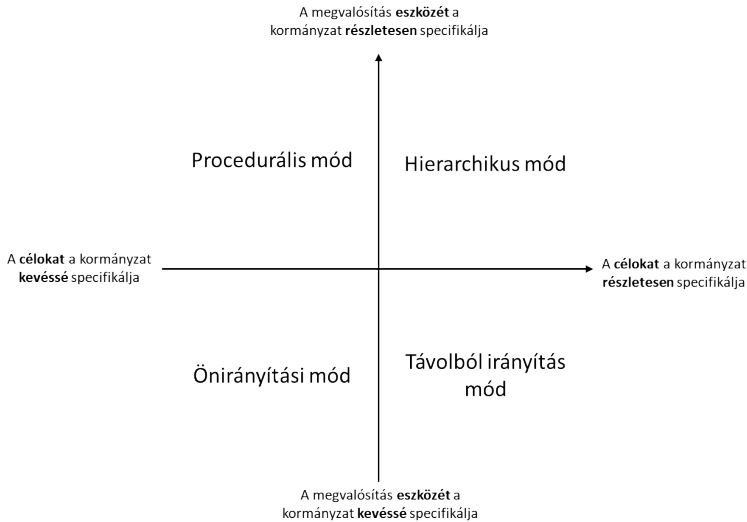 A megvalósítás eszközét a
kormányzat részletesen specifikálja
Procedurális mód
Hierarchikus mód
A célokat a kormányzat
kevéssé specifikálja
A célokat a kormányzat
részletesen specifikálja
Önirányítási mód
Távolból irányítás
mód
A megvalósítás eszközét a
kormányzat kevéssé specifikálja